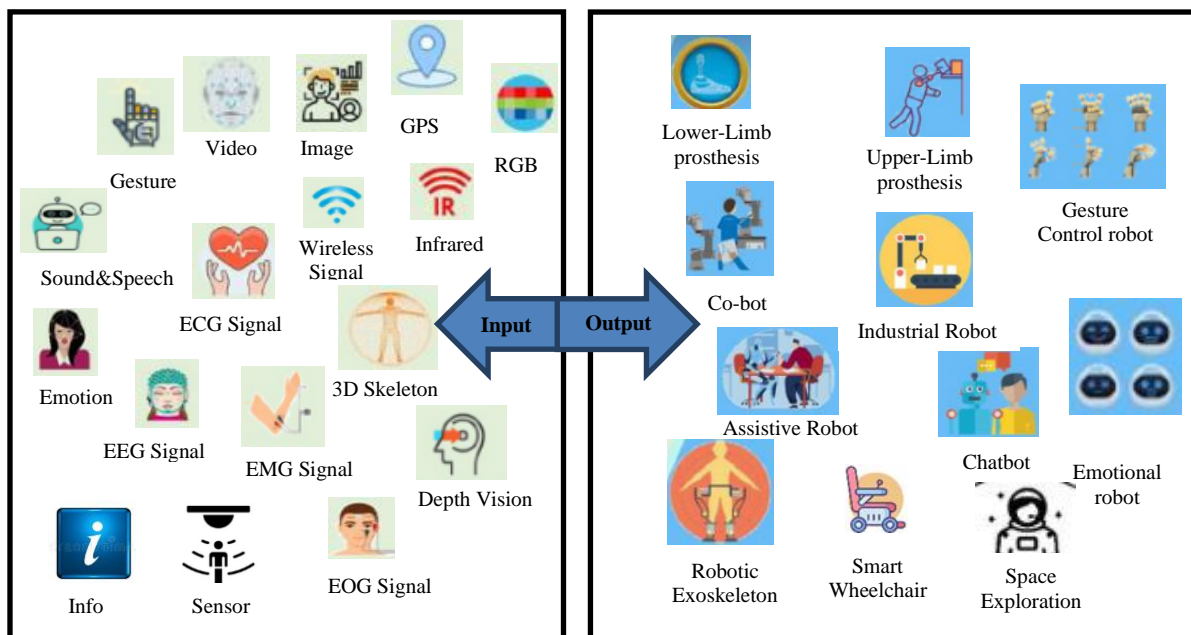 GPS
Video
Image
RGB
Gesture
IR
Wireless
Signal
Infrared
Sound&Speech
ECG Signal
Input
3D Skeleton
Emotion
EEG Signal
EMG Signal
Depth Vision
i
Info
Sensor
EOG Signal
Lower-Limb
prosthesis
Upper-Limb
prosthesis
Gesture
Control robot
Co-bot
Output
Industrial Robot
Assistive Robot
Chatbot
Emotional
robot
Robotic
Exoskeleton
Smart
Wheelchair
Space
Exploration